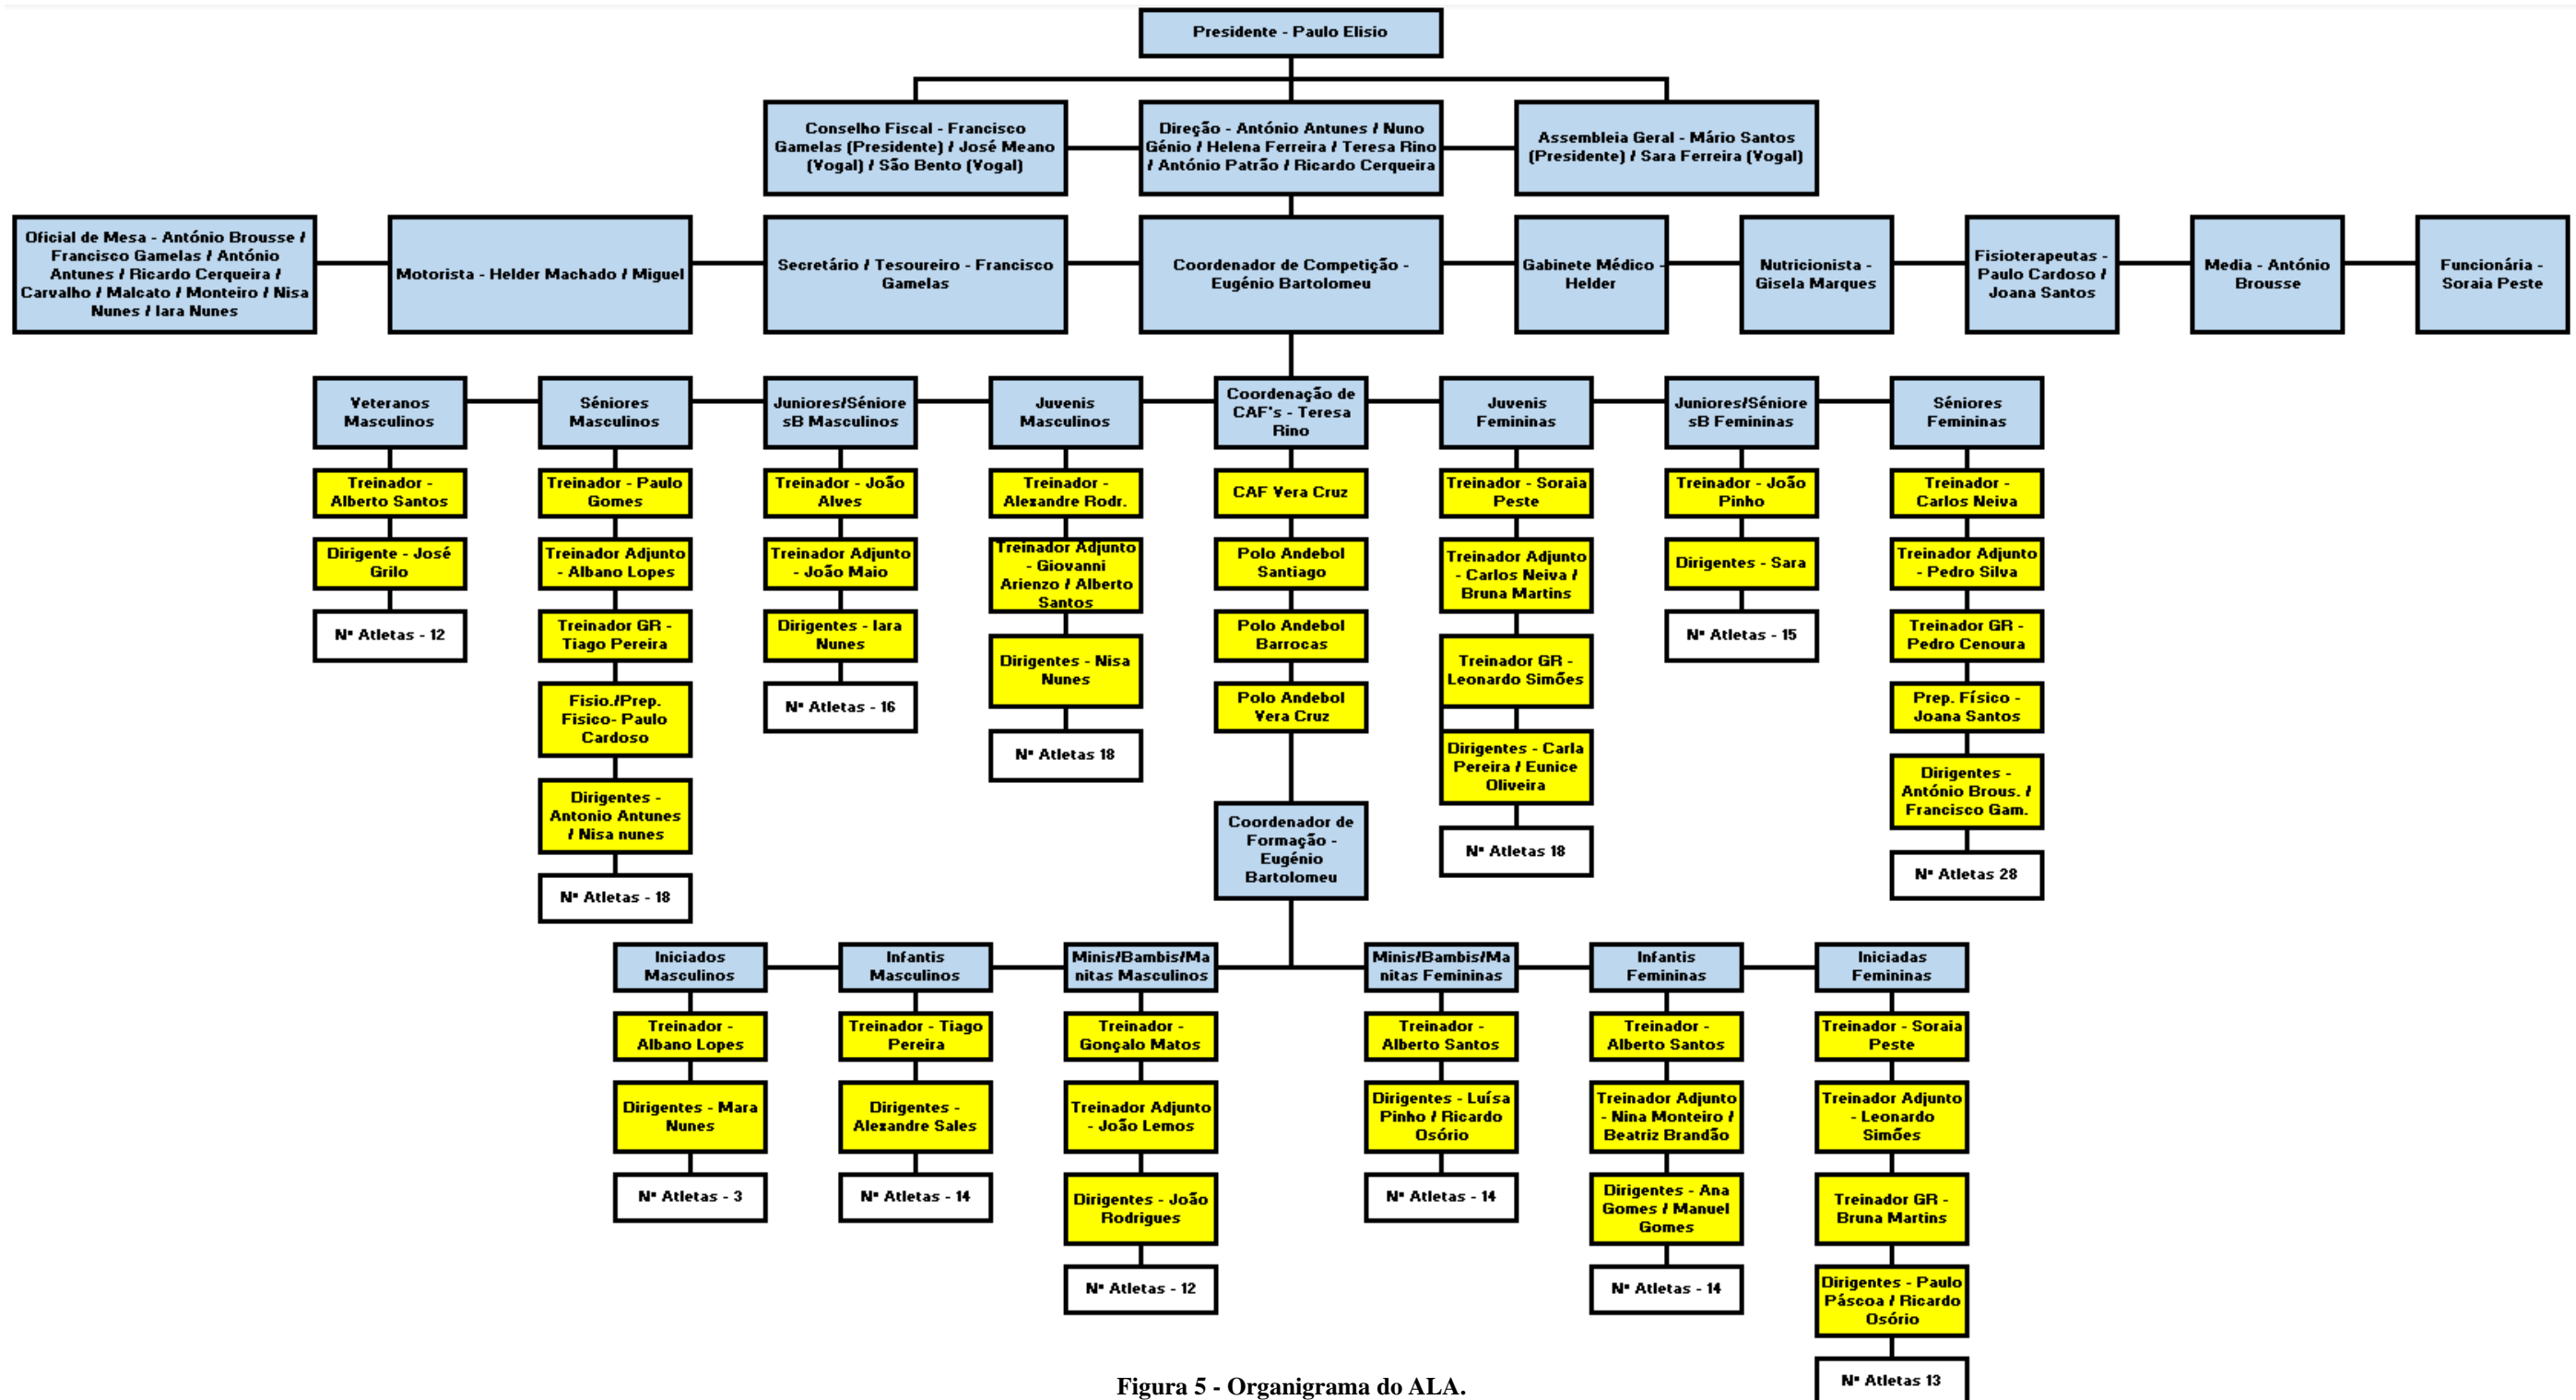 Presidente - Paulo Elisio
Conselho Fiscal - Francisco
Gamelas (Presidente) / José Meano
(Vogal) / São Bento (Vogal)
Direção - António Antunes / Nuno
Génio / Helena Ferreira / Teresa Rino
/ António Patrão / Ricardo Cerqueira
Assembleia Geral - Mário Santos
(Presidente) / Sara Ferreira (Vogal)
Oficial de Mesa - António Brousse /
Francisco Gamelas / António
Antunes / Ricardo Cerqueira /
Carvalho / Malcato / Monteiro / Nisa
Nunes / Iara Nunes
Motorista - Helder Machado / Miguel
Secretário / Tesoureiro - Francisco
Gamelas
Coordenador de Competição -
Eugénio Bartolomeu
Gabinete Médico -
Helder
Nutricionista -
Gisela Marques
Fisioterapeutas -
Paulo Cardoso /
Joana Santos
Media - António
Brousse
Funcionária -
Soraia Peste
Veteranos
Masculinos
Treinador -
Alberto Santos
Dirigente - José
Grilo
Nº Atletas - 12
Séniores
Masculinos
Treinador - Paulo
Gomes
Treinador Adjunto
- Albano Lopes
Treinador GR -
Tiago Pereira
Fisio./Prep.
Fisico- Paulo
Cardoso
Dirigentes -
Antonio Antunes
/ Nisa nunes
Nº Atletas - 18
Juniores/Séniore
sB Masculinos
Treinador - João
Alves
Treinador Adjunto
- João Maio
Dirigentes - Iara
Nunes
Nº Atletas - 16
Juvenis
Masculinos
Treinador -
Alexandre Rodr.
Treinador Adjunto
- Giovanni
Arienzo / Alberto
Santos
Dirigentes - Nisa
Nunes
Nº Atletas 18
Coordenação de
CAF's - Teresa
Rino
CAF Vera Cruz
Polo Andebol
Santiago
Polo Andebol
Barrocas
Polo Andebol
Vera Cruz
Coordenador de
Formação -
Eugénio
Bartolomeu
Juvenis
Femininas
Treinador - Soraia
Peste
Treinador Adjunto
- Carlos Neiva /
Bruna Martins
Treinador GR -
Leonardo Simões
Dirigentes - Carla
Pereira / Eunice
Oliveira
Nº Atletas 18
Juniores/Séniore
sB Femininas
Treinador - João
Pinho
Dirigentes - Sara
Nº Atletas - 15
Séniores
Femininas
Treinador -
Carlos Neiva
Treinador Adjunto
- Pedro Silva
Treinador GR -
Pedro Cenoura
Prep. Físico -
Joana Santos
Dirigentes -
António Brous. /
Francisco Gam.
Nº Atletas 28
Iniciados
Masculinos
Treinador -
Albano Lopes
Dirigentes - Mara
Nunes
Nº Atletas - 3
Infantis
Masculinos
Treinador - Tiago
Pereira
Dirigentes -
Alexandre Sales
Nº Atletas - 14
Minis/Bambis/Ma
nitas Masculinos
Treinador -
Gonçalo Matos
Treinador Adjunto
- João Lemos
Dirigentes - João
Rodrigues
Nº Atletas - 12
Minis/Bambis/Ma
nitas Femininas
Treinador -
Alberto Santos
Dirigentes - Luísa
Pinho / Ricardo
Osório
Nº Atletas - 14
Infantis
Femininas
Treinador -
Alberto Santos
Treinador Adjunto
- Nina Monteiro /
Beatriz Brandão
Dirigentes - Ana
Gomes / Manuel
Gomes
Nº Atletas - 14
Iniciadas
Femininas
Treinador - Soraia
Peste
Treinador Adjunto
- Leonardo
Simões
Treinador GR -
Bruna Martins
Dirigentes - Paulo
Páscoa / Ricardo
Osório
Nº Atletas 13
Figura 5 - Organigrama do ALA.